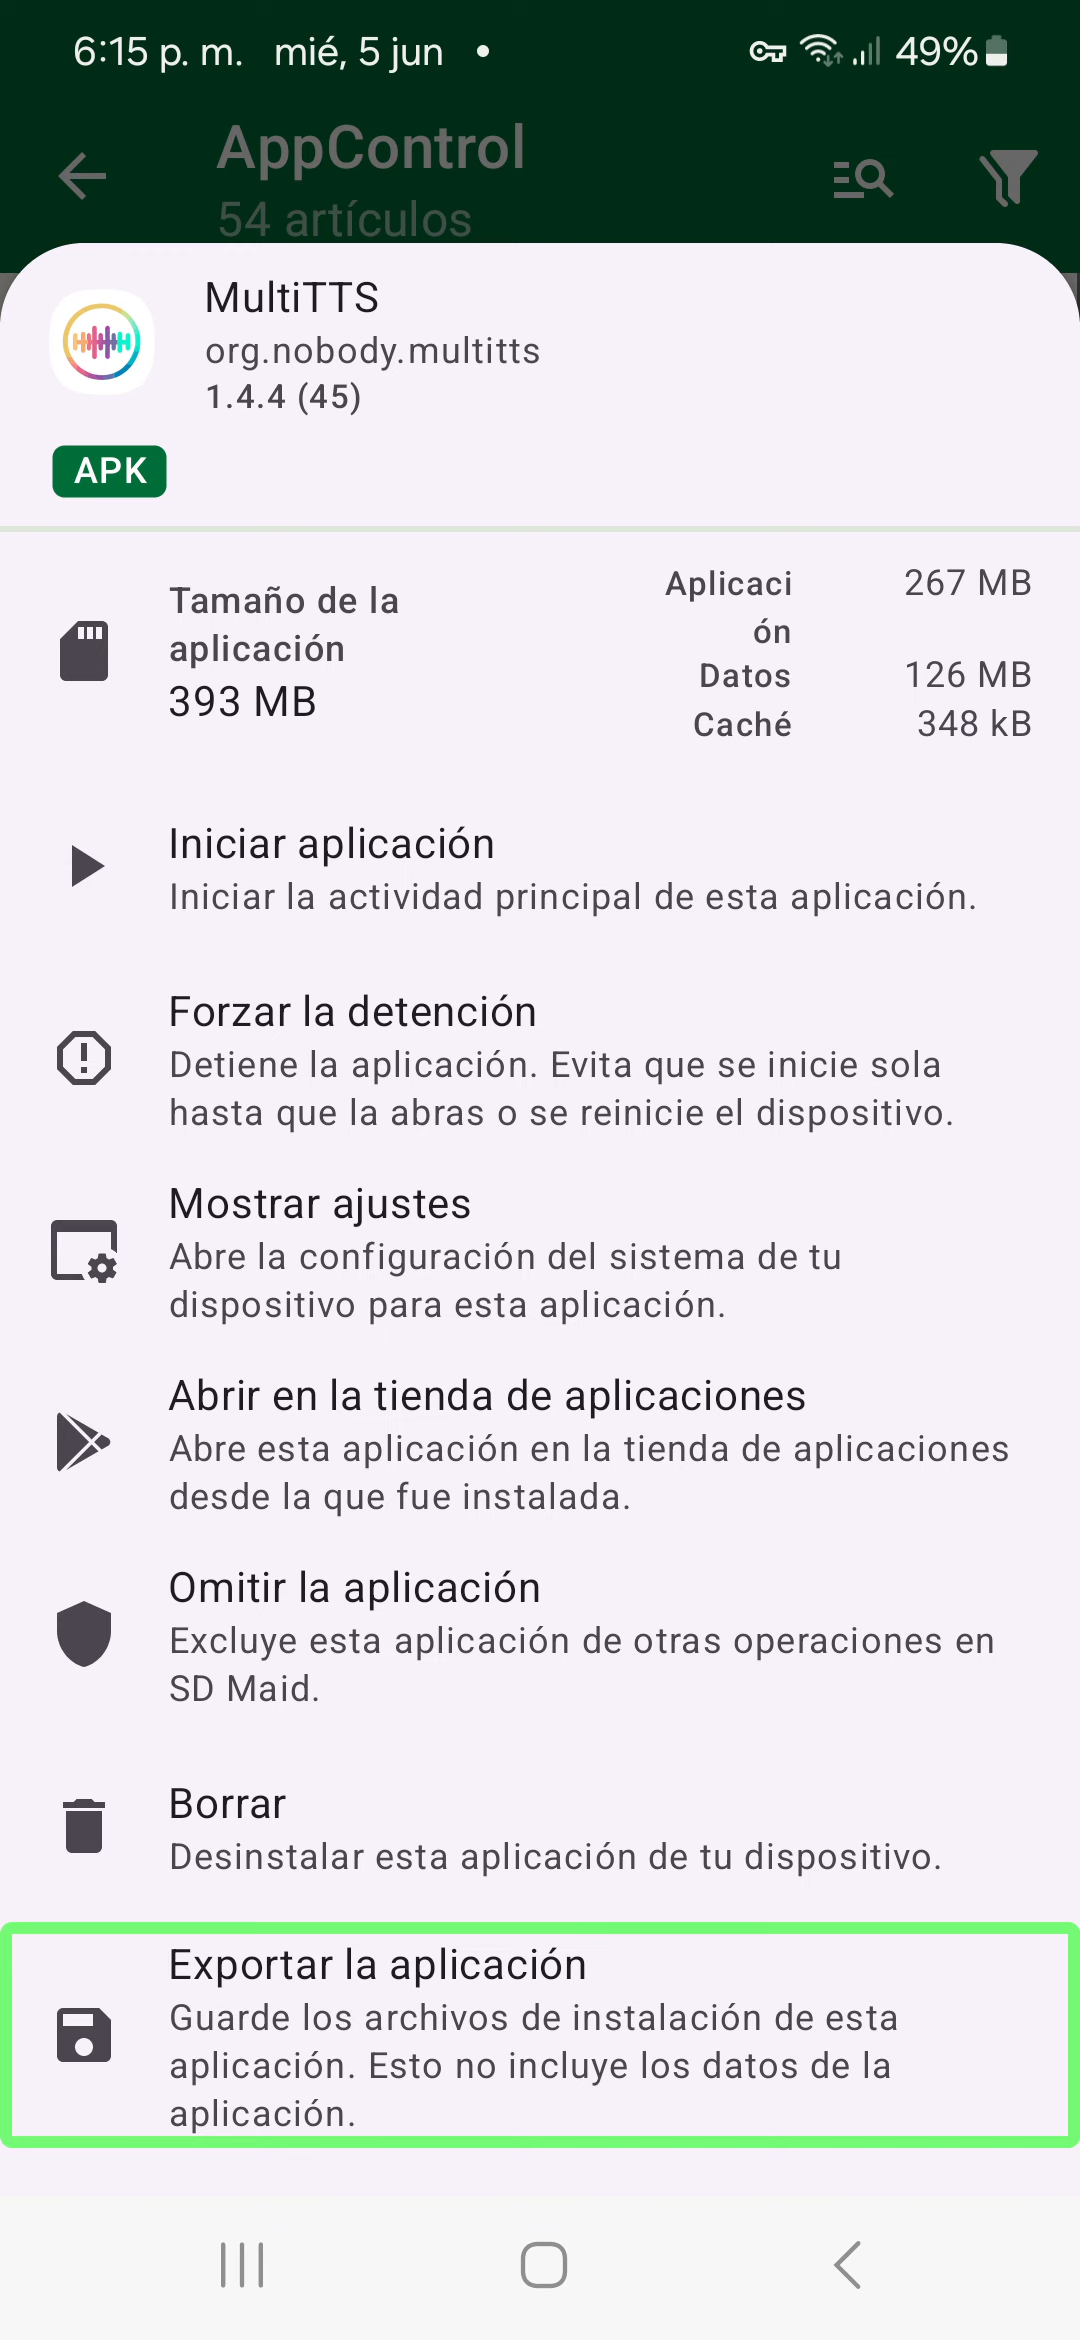 6:15 p. m. mié, 5 jun •
49%
AppControl
54 artículos
MultiTTS
org.nobody.multitts
1.4.4 (45)
APK
Tamaño de la
aplicación
393 MB
Aplicaci
ón
267 MB
Datos 126 MB
Caché 348 kB
Iniciar aplicación
Iniciar la actividad principal de esta aplicación.
Forzar la detención
Detiene la aplicación. Evita que se inicie sola
hasta que la abras o se reinicie el dispositivo.
Mostrar ajustes
Abre la configuración del sistema de tu
dispositivo para esta aplicación.
Abrir en la tienda de aplicaciones
Abre esta aplicación en la tienda de aplicaciones
desde la que fue instalada.
Omitir la aplicación
Excluye esta aplicación de otras operaciones en
SD Maid.
Borrar
Desinstalar esta aplicación de tu dispositivo.
Exportar la aplicación
Guarde los archivos de instalación de esta
aplicación. Esto no incluye los datos de la
aplicación.